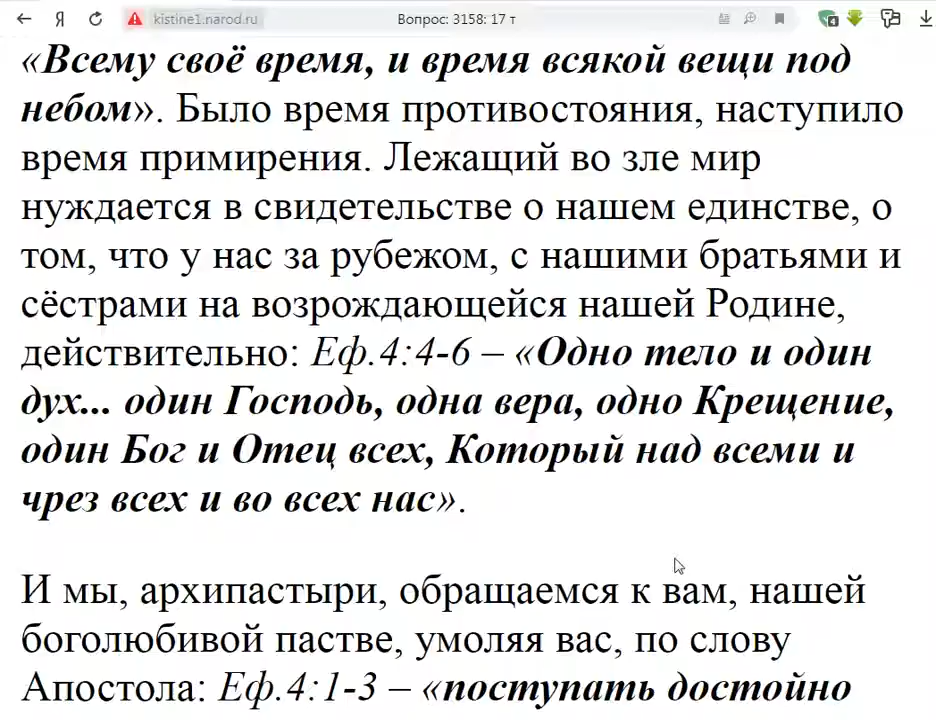 kistine1.narod.ru
Вопрос: 3158: 17 т
4
«Всему своё время, и время всякой вещи под
небом». Было время противостояния, наступило
время примирения. Лежащий во зле мир
нуждается в свидетельстве о нашем единстве, о
том, что у нас за рубежом, с нашими братьями и
сёстрами на возрождающейся нашей Родине,
действительно: Еф.4:4-6 – «Одно тело и один
дух... один Господь, одна вера, одно Крещение,
один Бог и Отец всех, Который над всеми и
чрез всех и во всех нас».
И мы, архипастыри, обращаемся к вам, нашей
боголюбивой пастве, умоляя вас, по слову
Апостола: Еф.4:1-3 – «поступать достойно